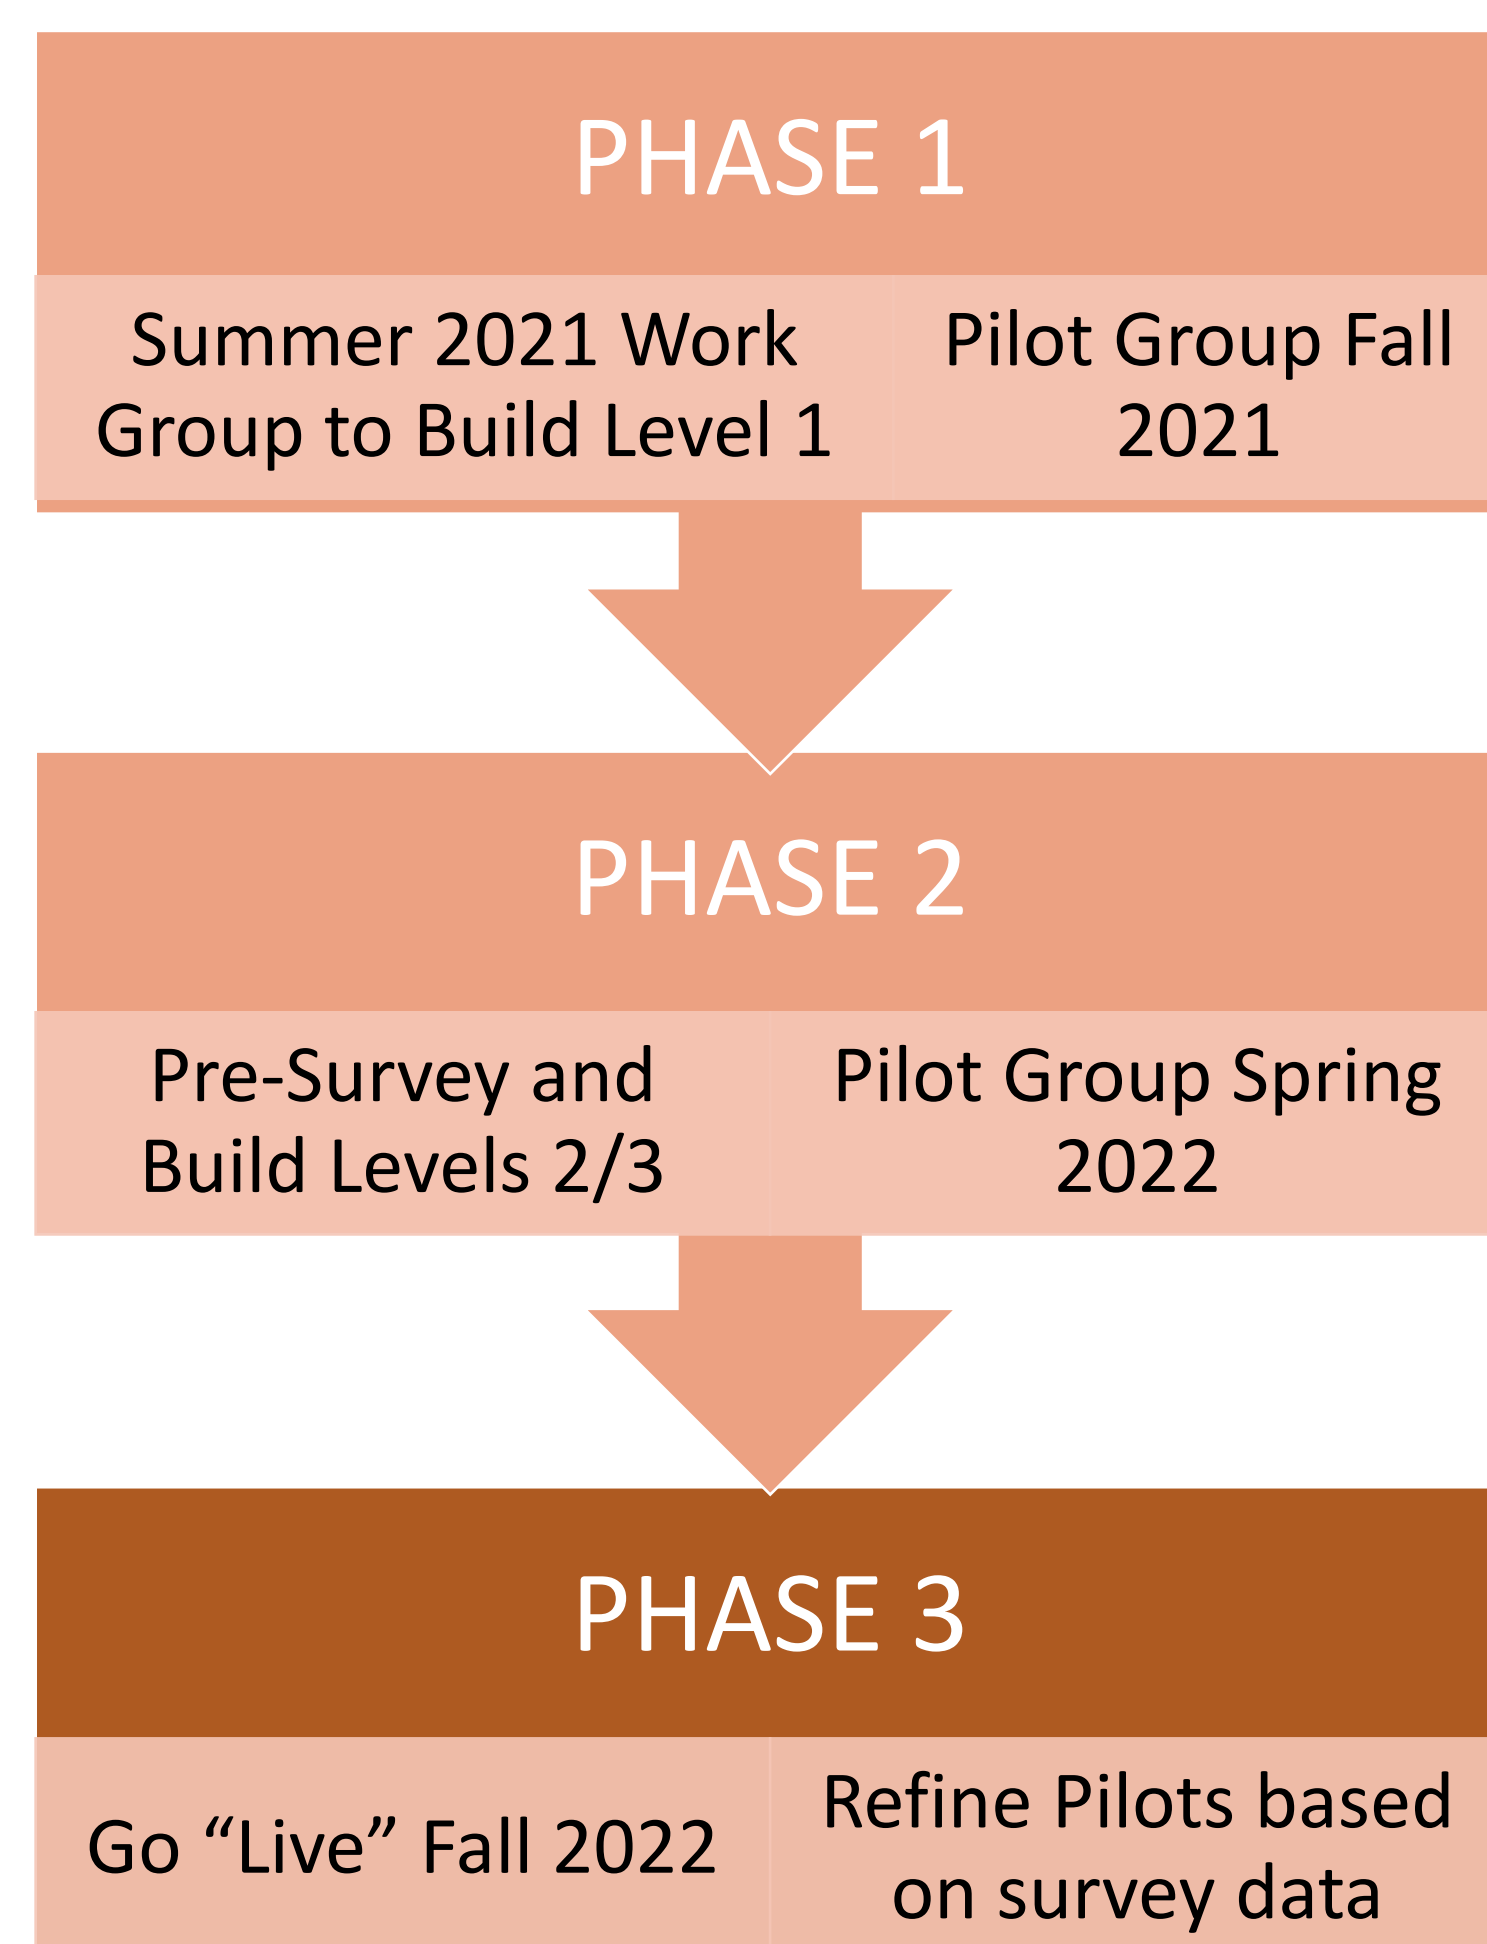 PHASE 1
Summer 2021 Work
Group to Build Level 1
Pilot Group Fall
2021
PHASE 2
Pre-Survey and
Build Levels 2/3
Pilot Group Spring
2022
PHASE 3
Go “Live” Fall 2022
Refine Pilots based
on survey data